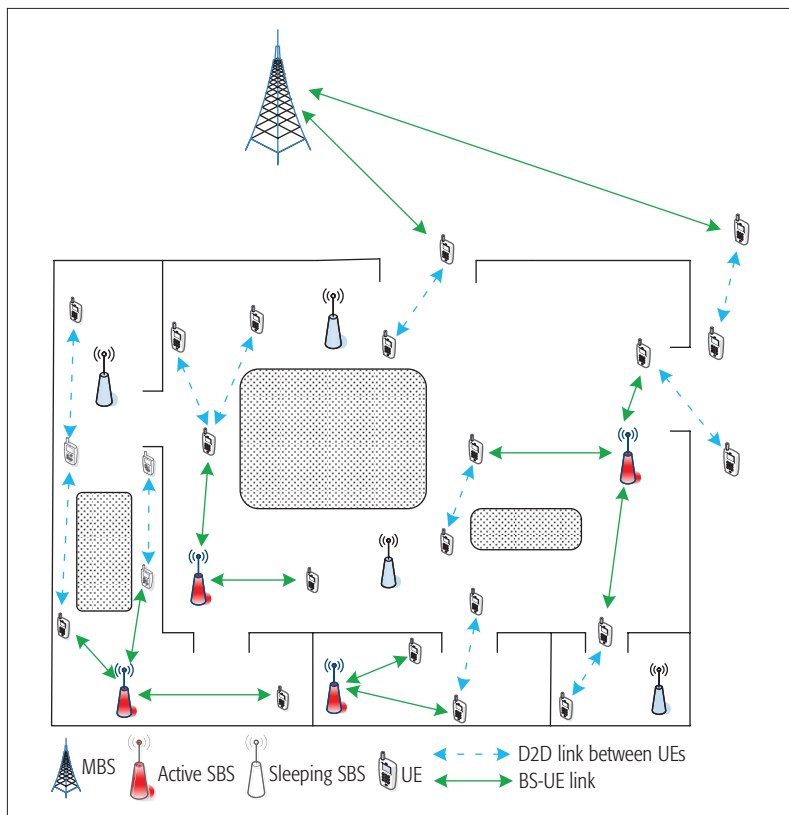 MBS
Active SBS
Sleeping SBS
UE
D2D link between UEs
BS-UE link